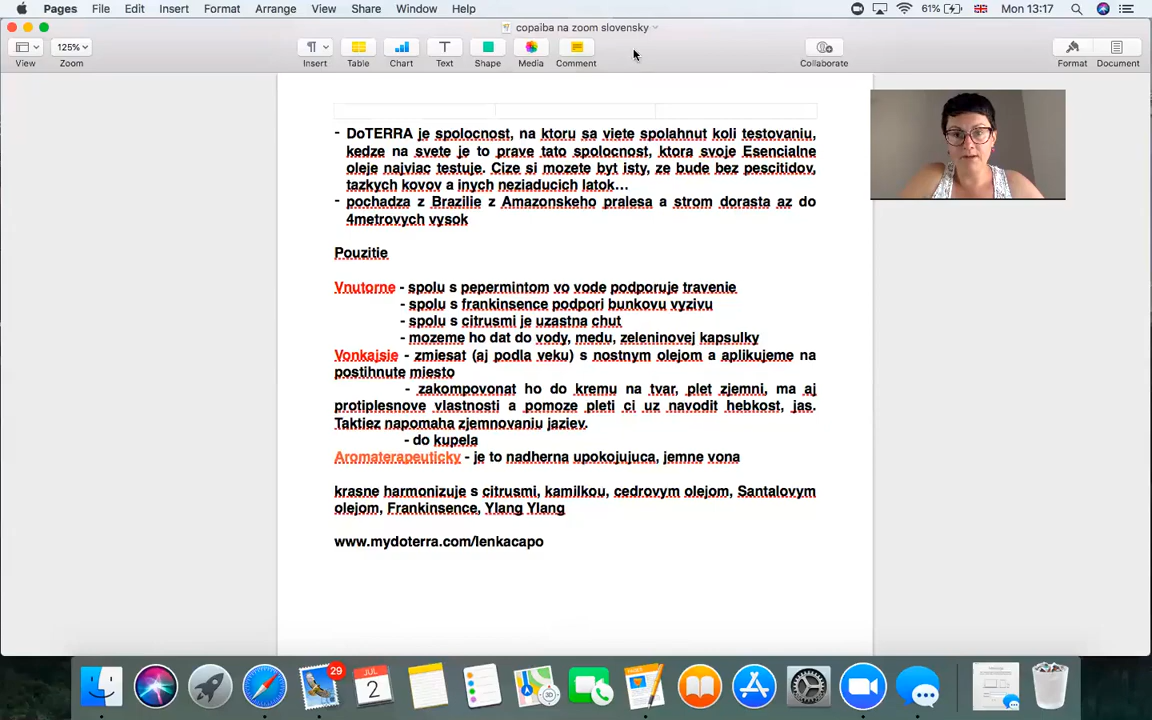 Pages File Edit Insert Format Arrange View Share Window Help 61% Mon 13:17
copaiba na zoom slovensky
125%
View Zoom Insert Table Chart Text Shape Media Comment Collaborate Format Document
- DoTERRA je spolocnost, na ktoru sa viete spolahnut koli testovaniu,
kedze na svete je to prave tato spolocnost, ktora svoje Esencialne
oleje najviac testuje. Cize si mozete byt isty, ze bude bez pescitidov,
tazkych kovov a inych neziaducich latok...
- pochadza z Brazilie z Amazonskeho pralesa a strom dorasta az do
4metrovych vysok
Pouzitie
Vnutorne - spolu s pepermintom vo vode podporuje travenie
- spolu s frankinsence podpori bunkovu vyzivu
- spolu s citrusmi je uzastna chut
- mozeme ho dat do vody, medu, zeleninovej kapsulky
Vonkajsie - zmiesat (aj podla veku) s nostnym olejom a aplikujeme na
postihnute miesto
- zakomponovat ho do kremu na tvar, plet zjemni, ma aj
protiplesnove vlastnosti a pomoze pleti ci uz navodit hebkost, jas.
Taktiez napomaha zjemnovaniu jaziev.
- do kupela
Aromaterapeuticky - je to nadherna upokojujuca, jemne vona
krasne harmonizuje s citrusmi, kamilkou, cedrovym olejom, Santalovym
olejom, Frankinsence, Ylang Ylang
www.mydoterra.com/lenkacapo
29
JUL
2
3D